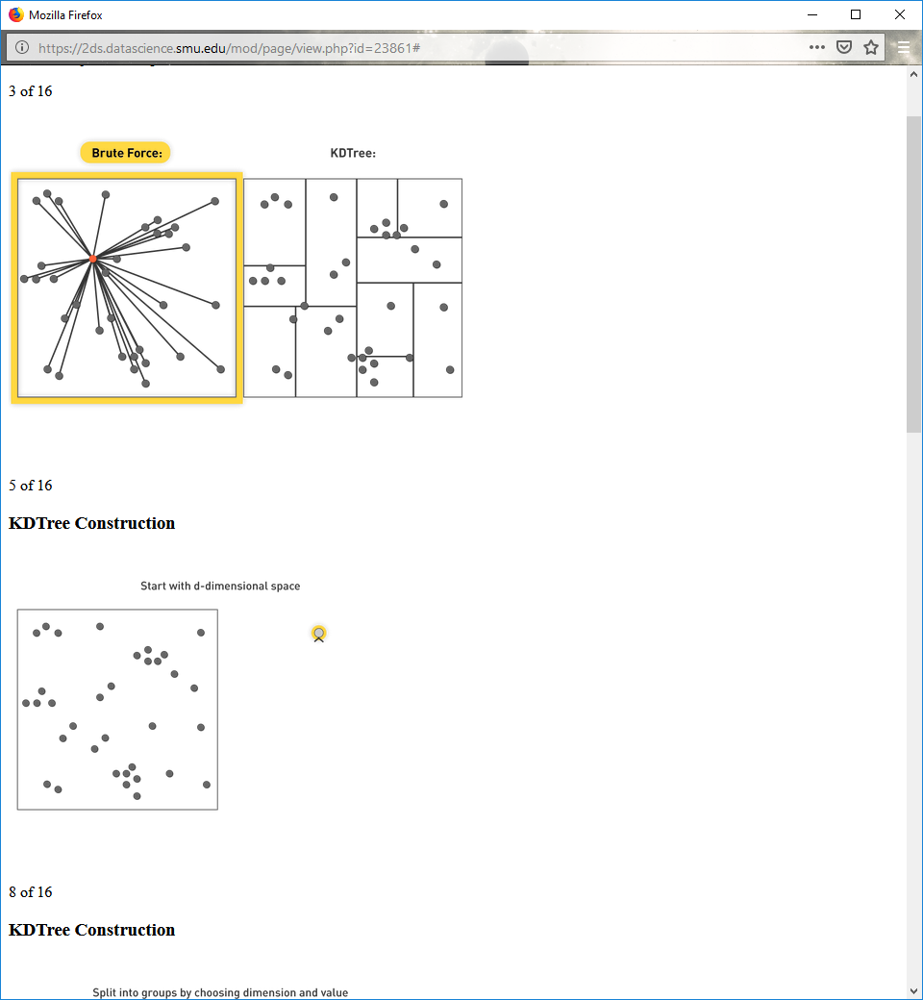 Mozilla Firefox
https://2ds.datascience.smu.edu/mod/page/view.php?id=23861#
3 of 16
Brute Force: KDTree:
5 of 16
KDTree Construction
Start with d-dimensional space
8 of 16
KDTree Construction
Split into groups by choosing dimension and value